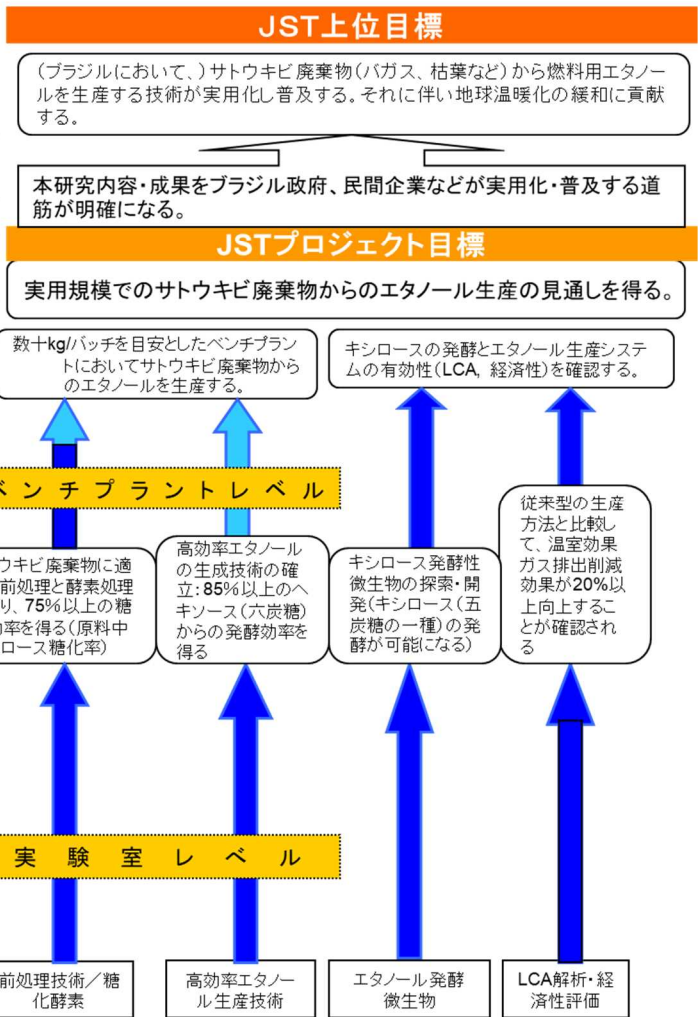 JST上位目標
(ブラジルにおいて、)サトウキビ廃棄物(バガス、枯葉など)から燃料用エタノー
ルを生産する技術が実用化し普及する。それに伴い地球温暖化の緩和に貢献
する。
本研究内容・成果をブラジル政府、民間企業などが実用化・普及する道
筋が明確になる。
JSTプロジェクト目標
実用規模でのサトウキビ廃棄物からのエタノール生産の見通しを得る。
数十kg/バッチを目安としたベンチプラン
トにおいてサトウキビ廃棄物から
のエタノールを生産する。
キシロースの発酵とエタノール生産システ
ムの有効性(LCA, 経済性)を確認する。
ベンチプラントレベル
ウキビ廃棄物に適
前処理と酵素処理
り、75%以上の糖
率を得る(原料中
ロース糖化率)
高効率エタノール
の生成技術の確
立:85%以上のヘ
キソース(六炭糖)
からの発酵効率を
得る
キシロース発酵性
微生物の探索・開
発(キシロース(五
炭糖の一種)の発
酵が可能になる)
従来型の生産
方法と比較し
て、温室効果
ガス排出削減
効果が20%以
上向上するこ
とが確認され
る
実験室レベル
前処理技術/糖
化酵素
高効率エタノー
ル生産技術
エタノール発酵
微生物
LCA解析・経
済性評価